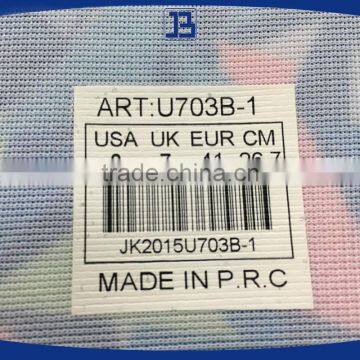 ART:U703B-1
USA UK EUR CM
7 41 26.7
trade.china.cn
JK2015U703B-1
MADE IN P.R.C